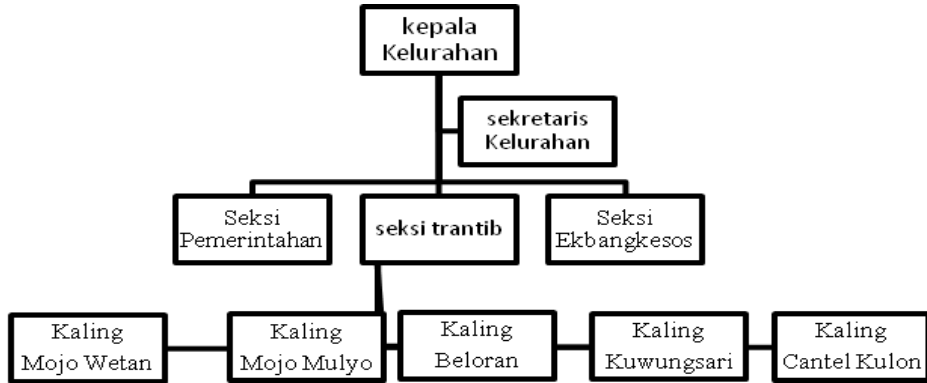 kepala
Kelurahan
sekretaris
Kelurahan
Seksi
Pemerintahan
seksi trantib
Seksi
Ekbangkesos
Kaling
Mojo Wetan
Kaling
Mojo Mulyo
Kaling
Beloran
Kaling
Kuwungsari
Kaling
Cantel Kulon